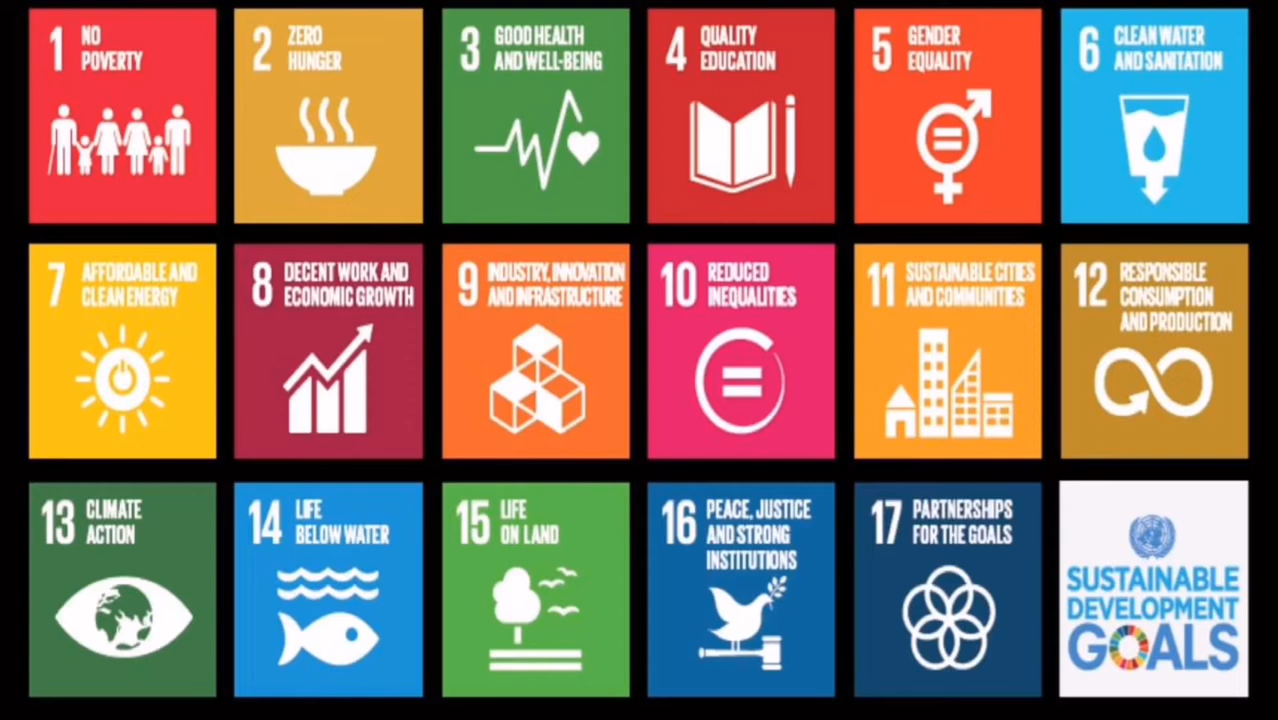 1 NO
POVERTY
2 ZERO
HUNGER
3 GOOD HEALTH
AND WELL-BEING
4 QUALITY
EDUCATION
5 GENDER
EQUALITY
6 CLEAN WATER
AND SANITATION
7 AFFORDABLE AND
CLEAN ENERGY
8 DECENT WORK AND
ECONOMIC GROWTH
9 INDUSTRY, INNOVATION
AND INFRASTRUCTURE
10 REDUCED
INEQUALITIES
11 SUSTAINABLE CITIES
AND COMMUNITIES
12 RESPONSIBLE
CONSUMPTION
AND PRODUCTION
13 CLIMATE
ACTION
14 LIFE
BELOW WATER
15 LIFE
ON LAND
16 PEACE, JUSTICE
AND STRONG
INSTITUTIONS
17 PARTNERSHIPS
FOR THE GOALS
SUSTAINABLE
DEVELOPMENT
GOALS